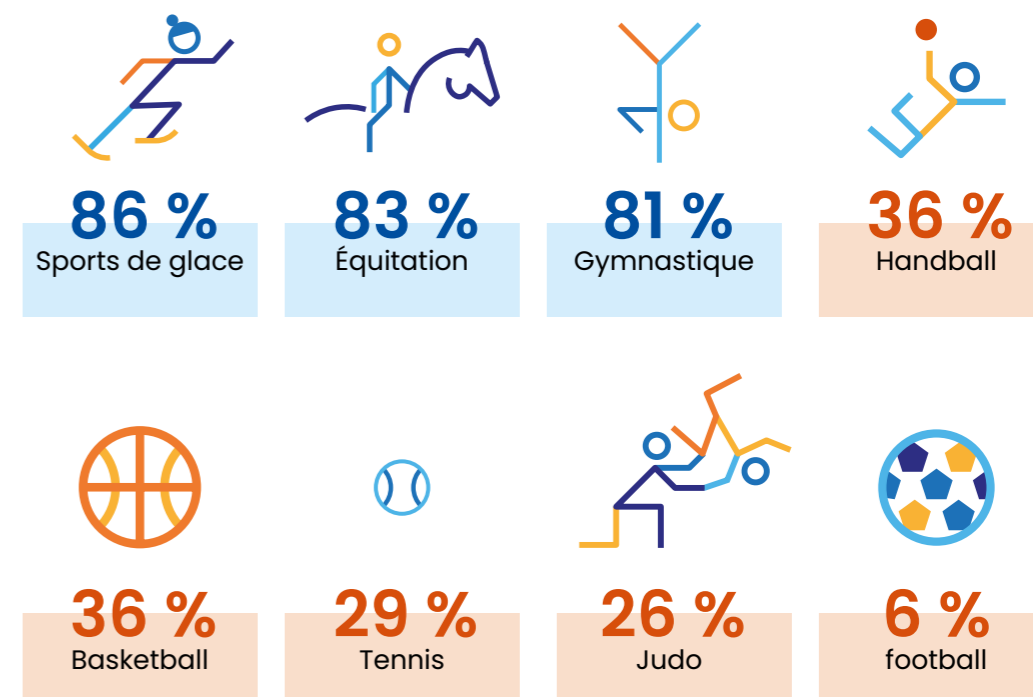 86 %
Sports de glace
83 %
Équitation
81 %
Gymnastique
36 %
Handball
36 %
Basketball
29 %
Tennis
26 %
Judo
6 %
football